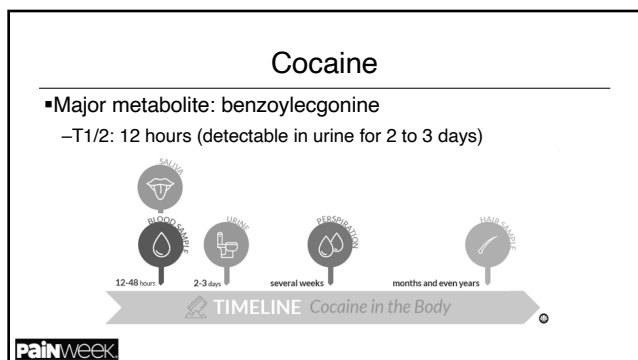 Cocaine
▪Major metabolite: benzoylecgonine
–T1/2: 12 hours (detectable in urine for 2 to 3 days)
SALIVA
BLOOD SAMPLE
URINE
PERSPIRATION
HAIR SAMPLE
12-48 hours
2-3 days
several weeks
months and even years
TIMELINE Cocaine in the Body
PaiNWEEK.